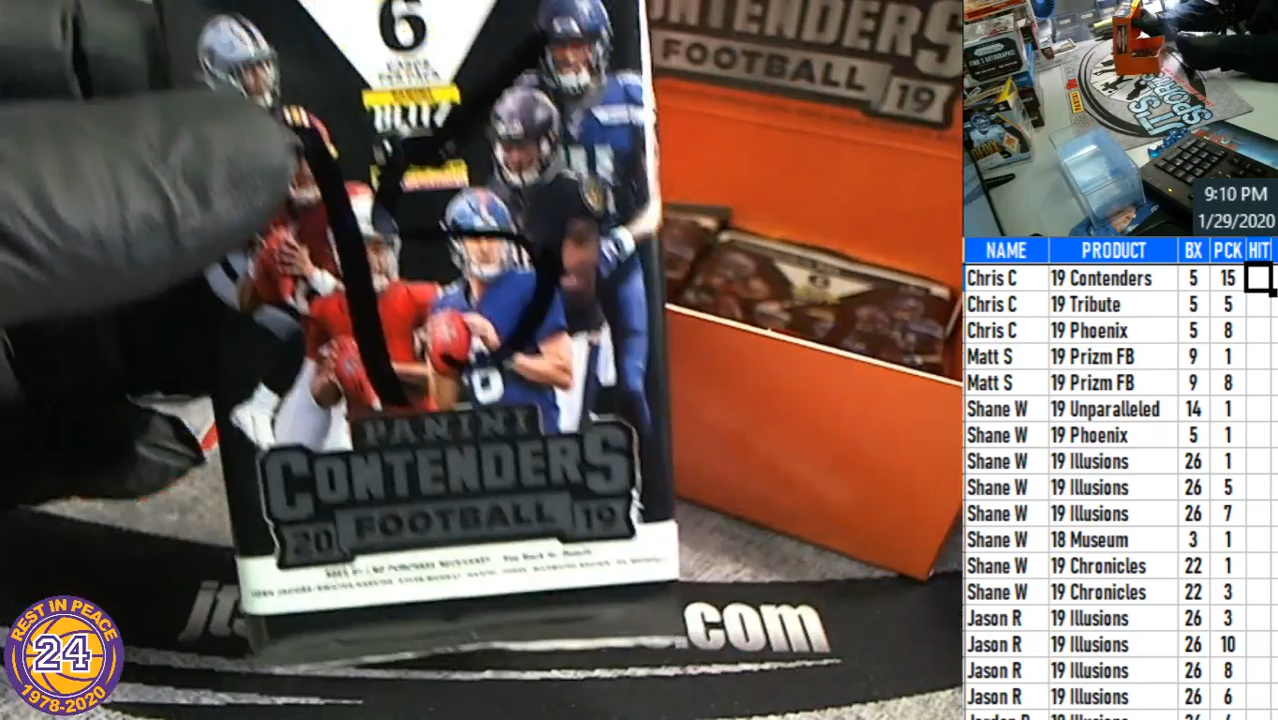 6
CARDS
PER PACK
PANINI
PANINI
CONTENDERS
20 FOOTBALL 19
.com
CONTENDERS
FOOTBALL
19
REST IN PEACE
24
1978-2020
IT'S
SPORTS
9:10 PM
1/29/2020
NAME PRODUCT BX PCK HIT
Chris C 19 Contenders 5 15
Chris C 19 Tribute 5 5
Chris C 19 Phoenix 5 8
Matt S 19 Prizm FB 9 1
Matt S 19 Prizm FB 9 8
Shane W 19 Unparalleled 14 1
Shane W 19 Phoenix 5 1
Shane W 19 Illusions 26 1
Shane W 19 Illusions 26 5
Shane W 19 Illusions 26 7
Shane W 18 Museum 3 1
Shane W 19 Chronicles 22 1
Shane W 19 Chronicles 22 3
Jason R 19 Illusions 26 3
Jason R 19 Illusions 26 10
Jason R 19 Illusions 26 8
Jason R 19 Illusions 26 6